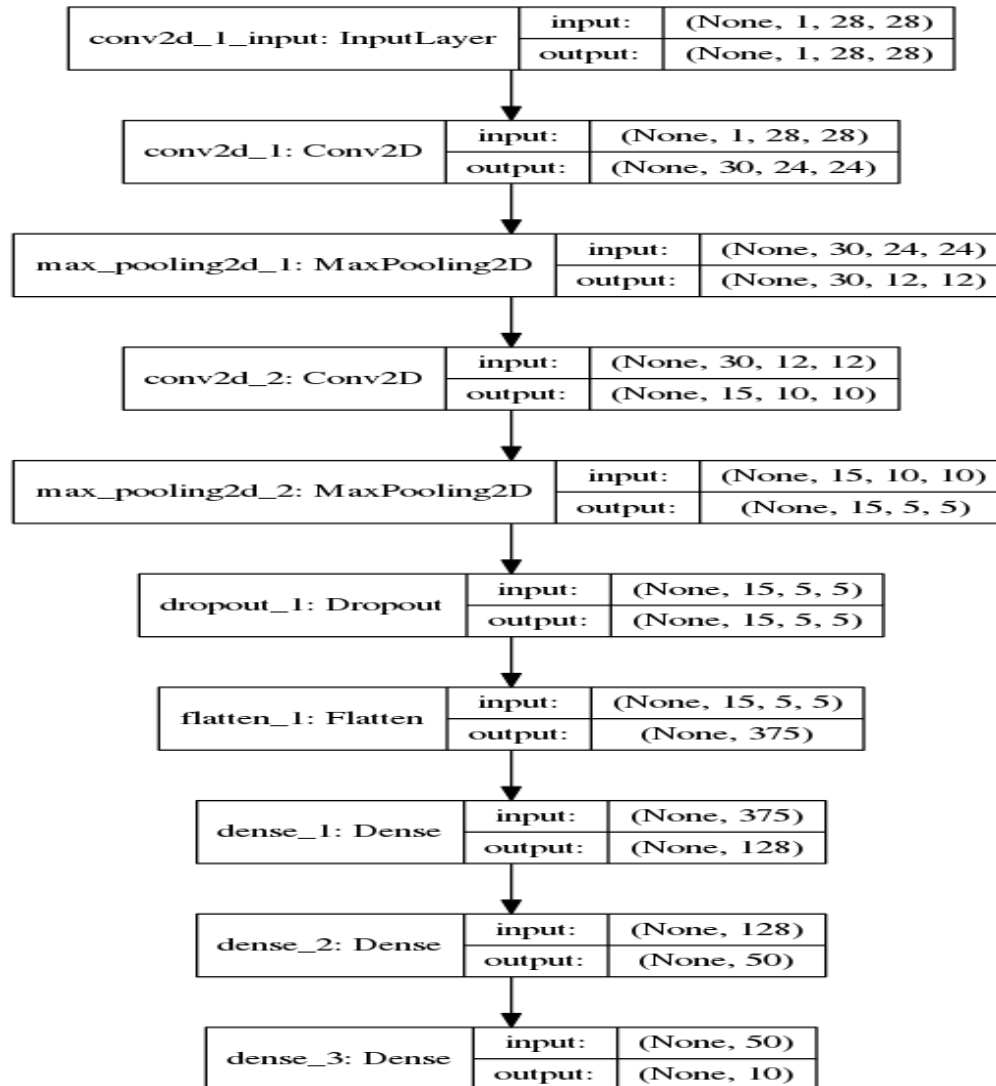 conv2d_1_input: InputLayer input: (None, 1, 28, 28)
output: (None, 1, 28, 28)
conv2d_1: Conv2D input: (None, 1, 28, 28)
output: (None, 30, 24, 24)
max_pooling2d_1: MaxPooling2D input: (None, 30, 24, 24)
output: (None, 30, 12, 12)
conv2d_2: Conv2D input: (None, 30, 12, 12)
output: (None, 15, 10, 10)
max_pooling2d_2: MaxPooling2D input: (None, 15, 10, 10)
output: (None, 15, 5, 5)
dropout_1: Dropout input: (None, 15, 5, 5)
output: (None, 15, 5, 5)
flatten_1: Flatten input: (None, 15, 5, 5)
output: (None, 375)
dense_1: Dense input: (None, 375)
output: (None, 128)
dense_2: Dense input: (None, 128)
output: (None, 50)
dense_3: Dense input: (None, 50)
output: (None, 10)